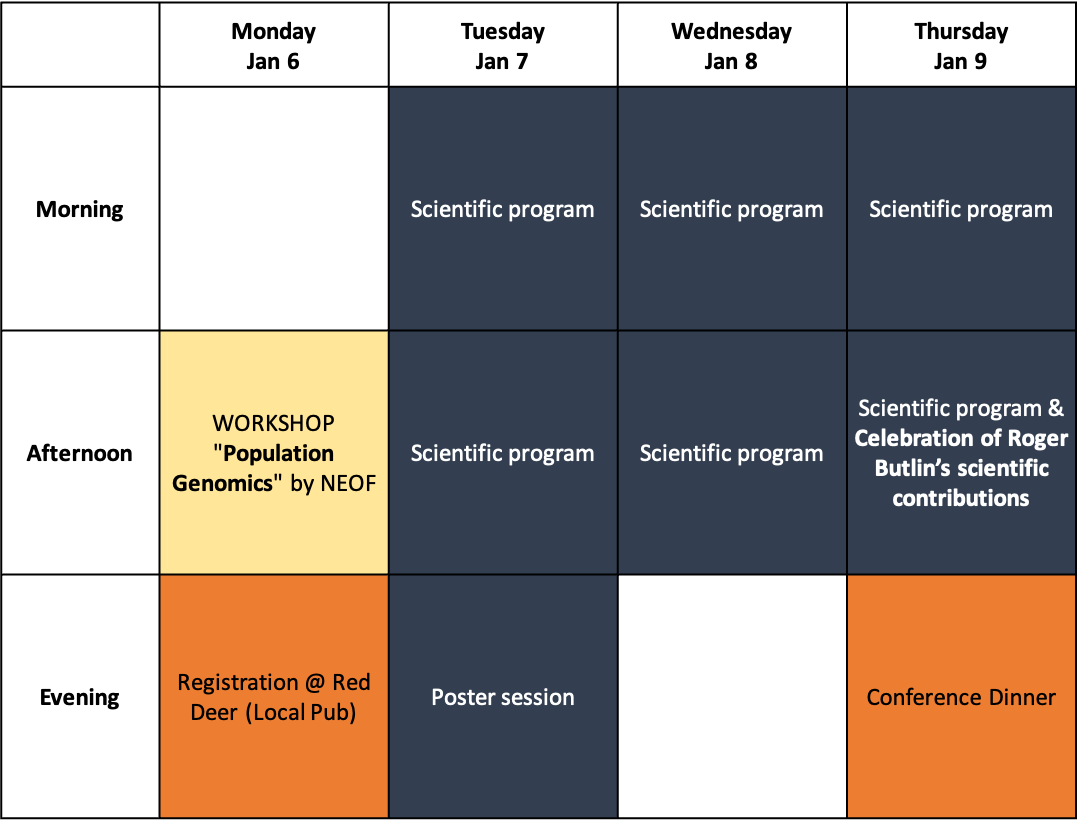 Monday
Jan 6
Tuesday
Jan 7
Wednesday
Jan 8
Thursday
Jan 9
Morning
Scientific program
Scientific program
Scientific program
Afternoon
WORKSHOP
"Population
Genomics" by NEOF
Scientific program
Scientific program
Scientific program &
Celebration of Roger
Butlin’s scientific
contributions
Evening
Registration @ Red
Deer (Local Pub)
Poster session
Conference Dinner